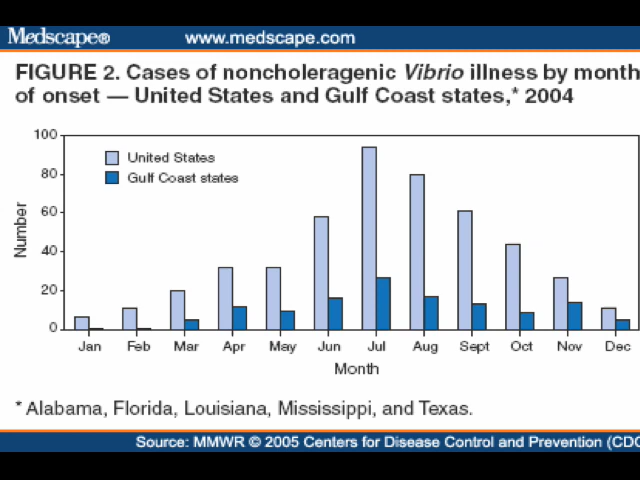 Medscape® www.medscape.com
FIGURE 2. Cases of noncholeragenic Vibrio illness by month
of onset — United States and Gulf Coast states,* 2004
100
80
60
40
20
0
Number
United States
Gulf Coast states
Jan Feb Mar Apr May Jun Jul Aug Sept Oct Nov Dec
Month
* Alabama, Florida, Louisiana, Mississippi, and Texas.
Source: MMWR © 2005 Centers for Disease Control and Prevention (CDC